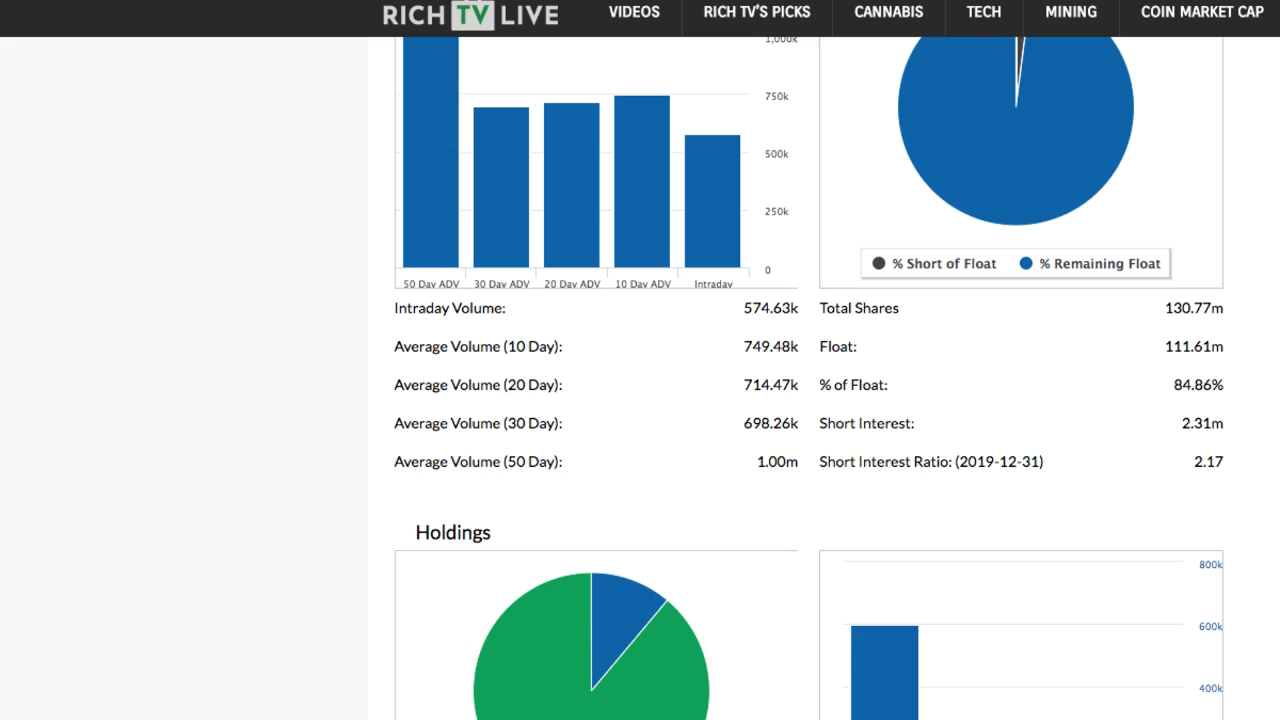 RICH TV LIVE VIDEOS RICH TV'S PICKS CANNABIS TECH MINING COIN MARKET CAP
1,000k
750k
500k
250k
0
50 Day ADV 30 Day ADV 20 Day ADV 10 Day ADV Intraday
% Short of Float % Remaining Float
Intraday Volume: 574.63k
Average Volume (10 Day): 749.48k
Average Volume (20 Day): 714.47k
Average Volume (30 Day): 698.26k
Average Volume (50 Day): 1.00m
Total Shares 130.77m
Float: 111.61m
% of Float: 84.86%
Short Interest: 2.31m
Short Interest Ratio: (2019-12-31) 2.17
Holdings
800k
600k
400k